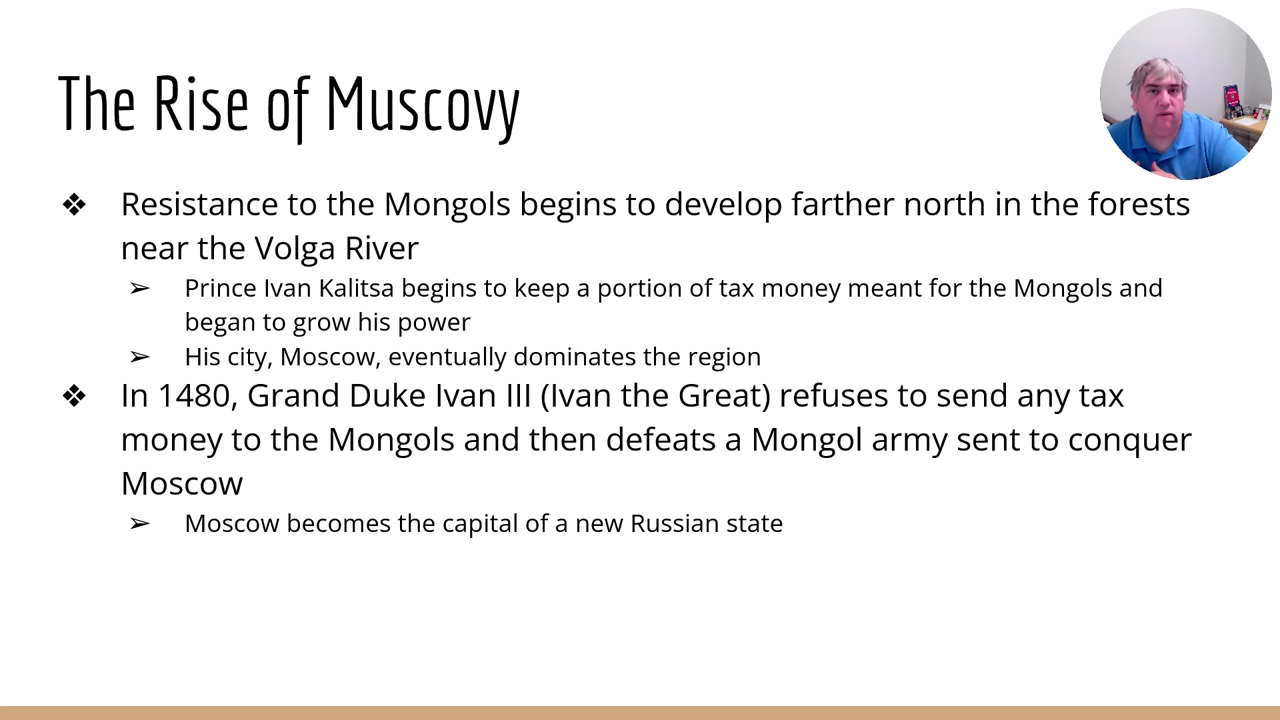 The Rise of Muscovy
❖ Resistance to the Mongols begins to develop farther north in the forests
near the Volga River
➢ Prince Ivan Kalitsa begins to keep a portion of tax money meant for the Mongols and
began to grow his power
➢ His city, Moscow, eventually dominates the region
❖ In 1480, Grand Duke Ivan III (Ivan the Great) refuses to send any tax
money to the Mongols and then defeats a Mongol army sent to conquer
Moscow
➢ Moscow becomes the capital of a new Russian state